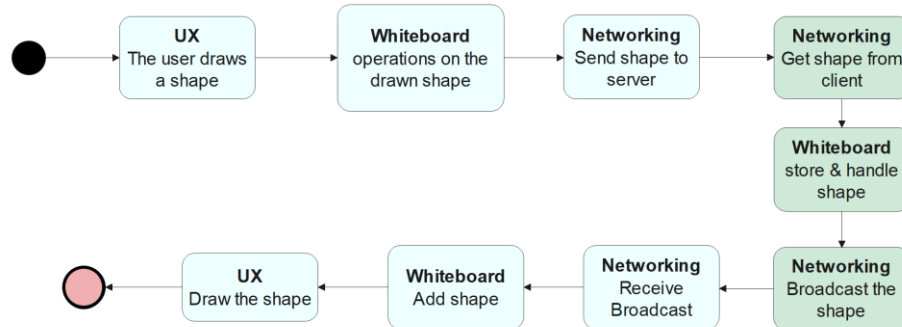 UX
The user draws
a shape
Whiteboard
operations on the
drawn shape
Networking
Send shape to
server
Networking
Get shape from
client
Whiteboard
store & handle
shape
Networking
Broadcast the
shape
Networking
Receive
Broadcast
Whiteboard
Add shape
UX
Draw the shape